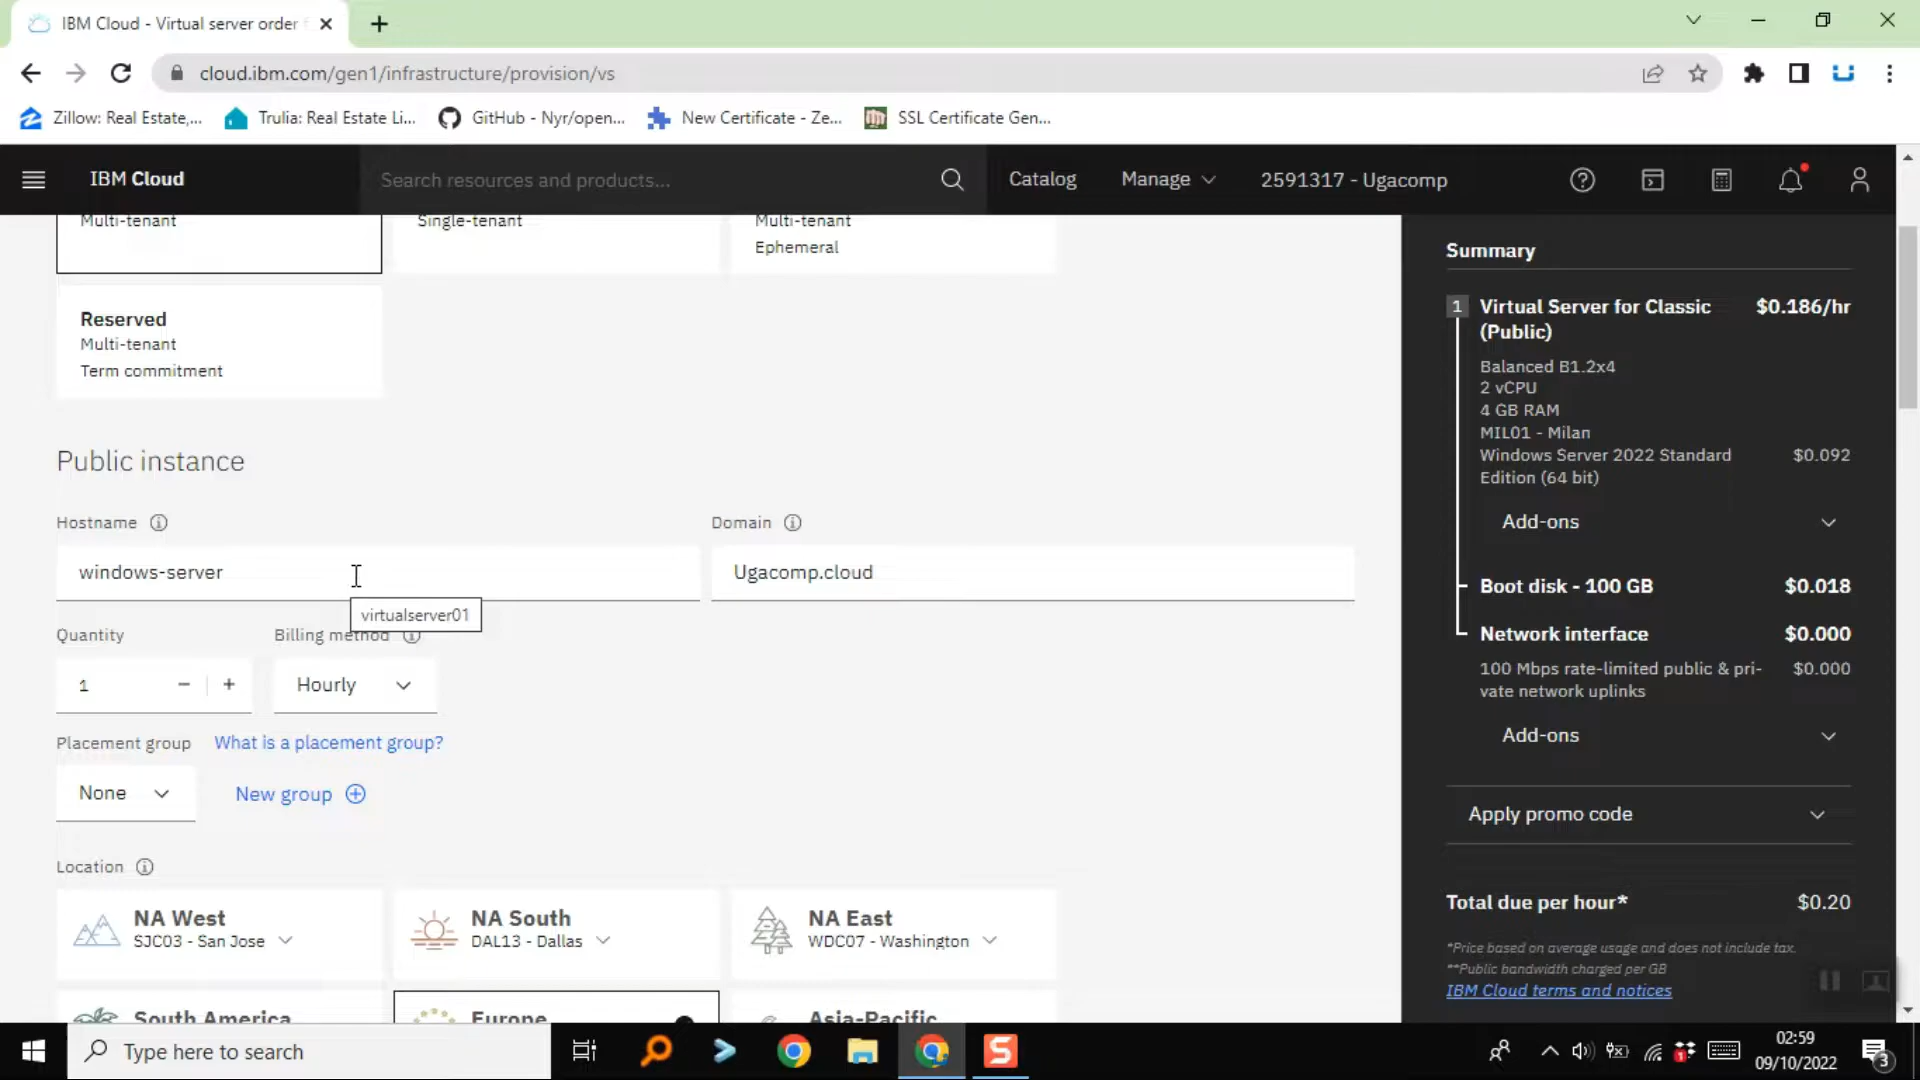 IBM Cloud - Virtual server order
cloud.ibm.com/gen1/infrastructure/provision/vs
Zillow: Real Estate,...
Trulia: Real Estate Li...
GitHub - Nyr/open...
New Certificate - Ze...
SSL Certificate Gen...
IBM Cloud
Search resources and products...
Catalog
Manage
2591317 - Ugacomp
Multi-tenant
Single-tenant
Multi-tenant
Ephemeral
Reserved
Multi-tenant
Term commitment
Public instance
Hostname
Domain
windows-server
Ugacomp.cloud
virtualserver01
Quantity
Billing method
1
Hourly
Placement group
What is a placement group?
None
New group
Location
NA West
SJC03 - San Jose
NA South
DAL13 - Dallas
NA East
WDC07 - Washington
South America
Europe
Asia-Pacific
Summary
1 Virtual Server for Classic $0.186/hr
(Public)
Balanced B1.2x4
2 vCPU
4 GB RAM
MIL01 - Milan
Windows Server 2022 Standard $0.092
Edition (64 bit)
Add-ons
Boot disk - 100 GB $0.018
Network interface $0.000
100 Mbps rate-limited public & pri- $0.000
vate network uplinks
Add-ons
Apply promo code
Total due per hour* $0.20
*Price based on average usage and does not include tax.
**Public bandwidth charged per GB
IBM Cloud terms and notices
Type here to search
02:59
09/10/2022
3